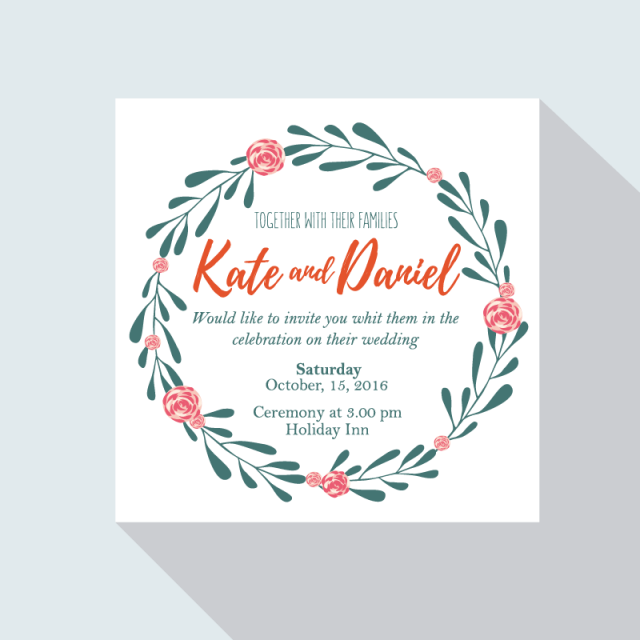 TOGETHER WITH THEIR FAMILIES
Kate and Daniel
Would like to invite you whit them in the
celebration on their wedding
Saturday
October, 15, 2016
Ceremony at 3.00 pm
Holiday Inn